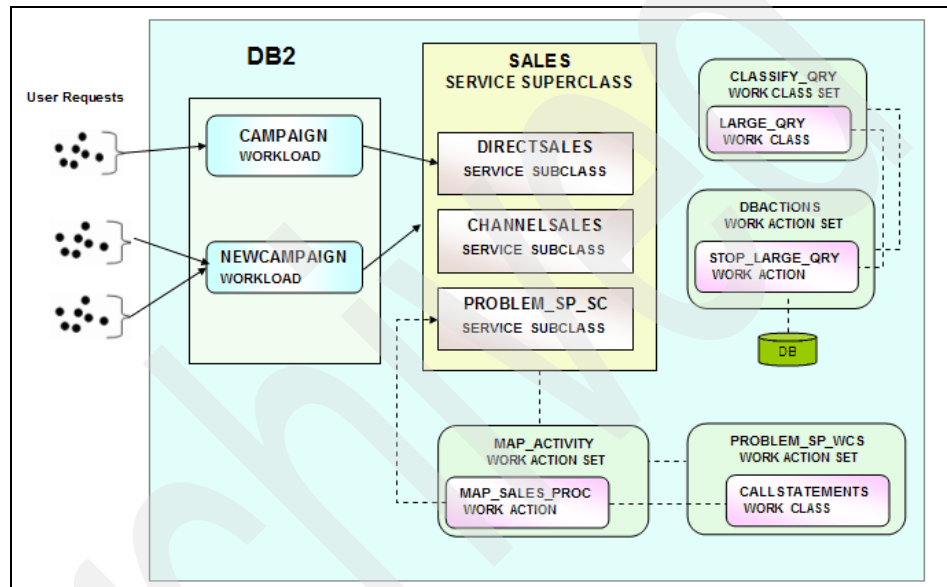 DB2
User Requests
CAMPAIGN
WORKLOAD
NEWCAMPAIGN
WORKLOAD
SALES
SERVICE SUPERCLASS
DIRECTSALES
SERVICE SUBCLASS
CHANNELSALES
SERVICE SUBCLASS
PROBLEM_SP_SC
SERVICE SUBCLASS
CLASSIFY_QRY
WORK CLASS SET
LARGE_QRY
WORK CLASS
DBACTIONS
WORK ACTION SET
STOP_LARGE_QRY
WORK ACTION
DB
MAP_ACTIVITY
WORK ACTION SET
MAP_SALES_PROC
WORK ACTION
PROBLEM_SP_WCS
WORK ACTION SET
CALLSTATEMENTS
WORK CLASS